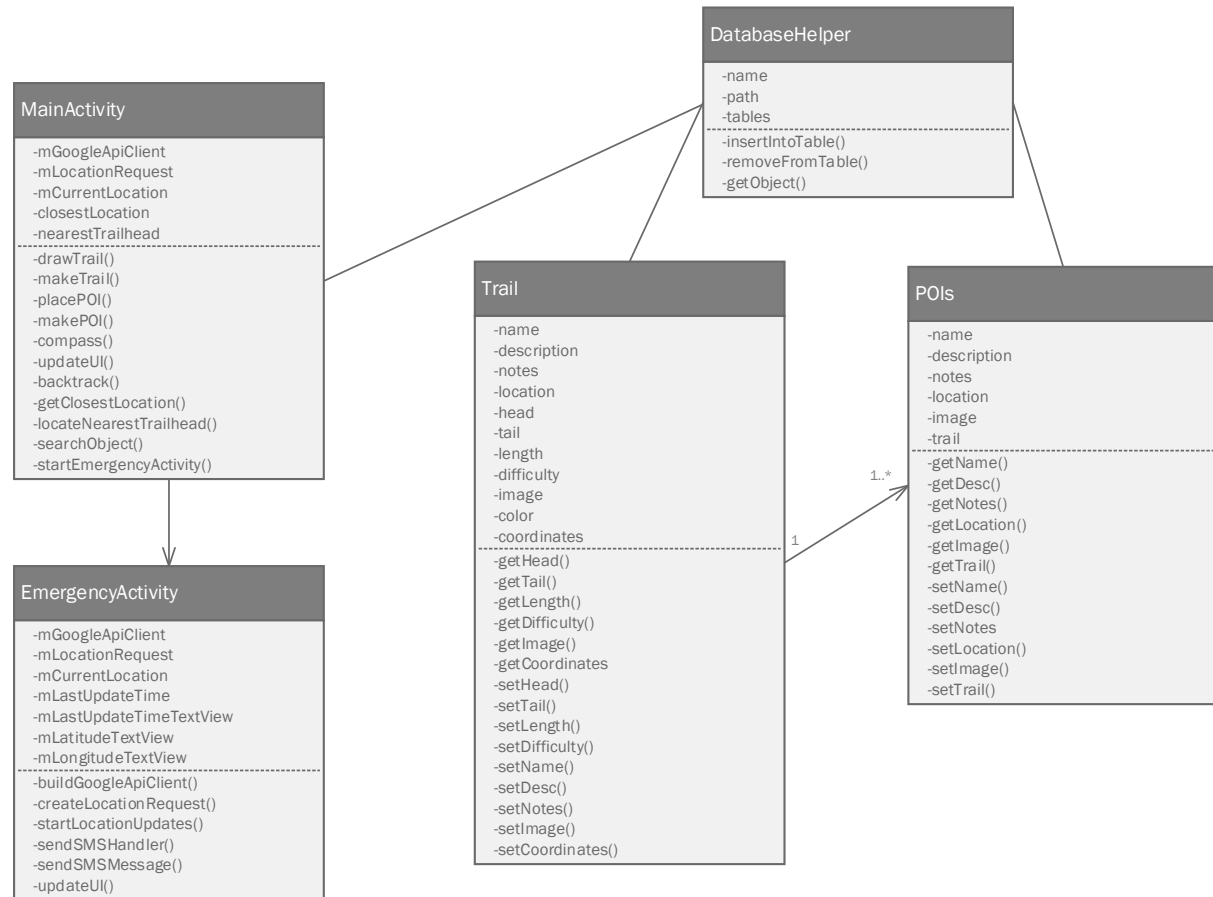 DatabaseHelper
-name
-path
-tables
-insertIntoTable()
-removeFromTable()
-getObject()
MainActivity
-mGoogleApiClient
-mLocationRequest
-mCurrentLocation
-closestLocation
-nearestTrailhead
-drawTrail()
-makeTrail()
-placePOI()
-makePOI()
-compass()
-updateUI()
-backtrack()
-getClosestLocation()
-locateNearestTrailhead()
-searchObject()
-startEmergencyActivity()
EmergencyActivity
-mGoogleApiClient
-mLocationRequest
-mCurrentLocation
-mLastUpdateTime
-mLastUpdateTimeTextView
-mLatitudeTextView
-mLongitudeTextView
-buildGoogleApiClient()
-createLocationRequest()
-startLocationUpdates()
-sendSMSHandler()
-sendSMSMessage()
-updateUI()
Trail
-name
-description
-notes
-location
-head
-tail
-length
-difficulty
-image
-color
-coordinates
-getHead()
-getTail()
-getLength()
-getDifficulty()
-getImage()
-getCoordinates
-setHead()
-setTail()
-setLength()
-setDifficulty()
-setName()
-setDesc()
-setNotes()
-setImage()
-setCoordinates()
1
1..*
POIs
-name
-description
-notes
-location
-image
-trail
-getName()
-getDesc()
-getNotes()
-getLocation()
-getImage()
-getTrail()
-setName()
-setDesc()
-setNotes
-setLocation()
-setImage()
-setTrail()